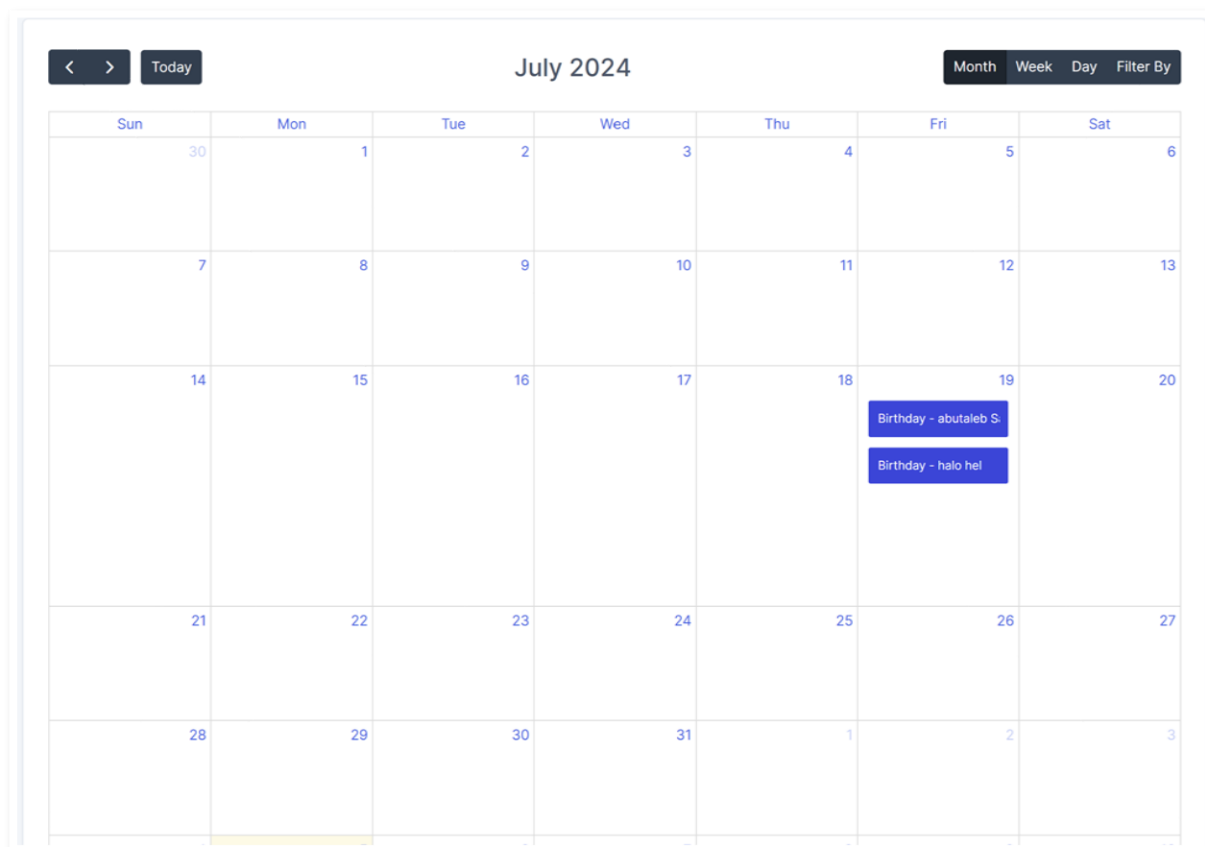 Today July 2024 Month Week Day Filter By
Sun Mon Tue Wed Thu Fri Sat
30 1 2 3 4 5 6
7 8 9 10 11 12 13
14 15 16 17 18 19 20
Birthday - abutaleb
Birthday - halo hel
21 22 23 24 25 26 27
28 29 30 31 1 2 3